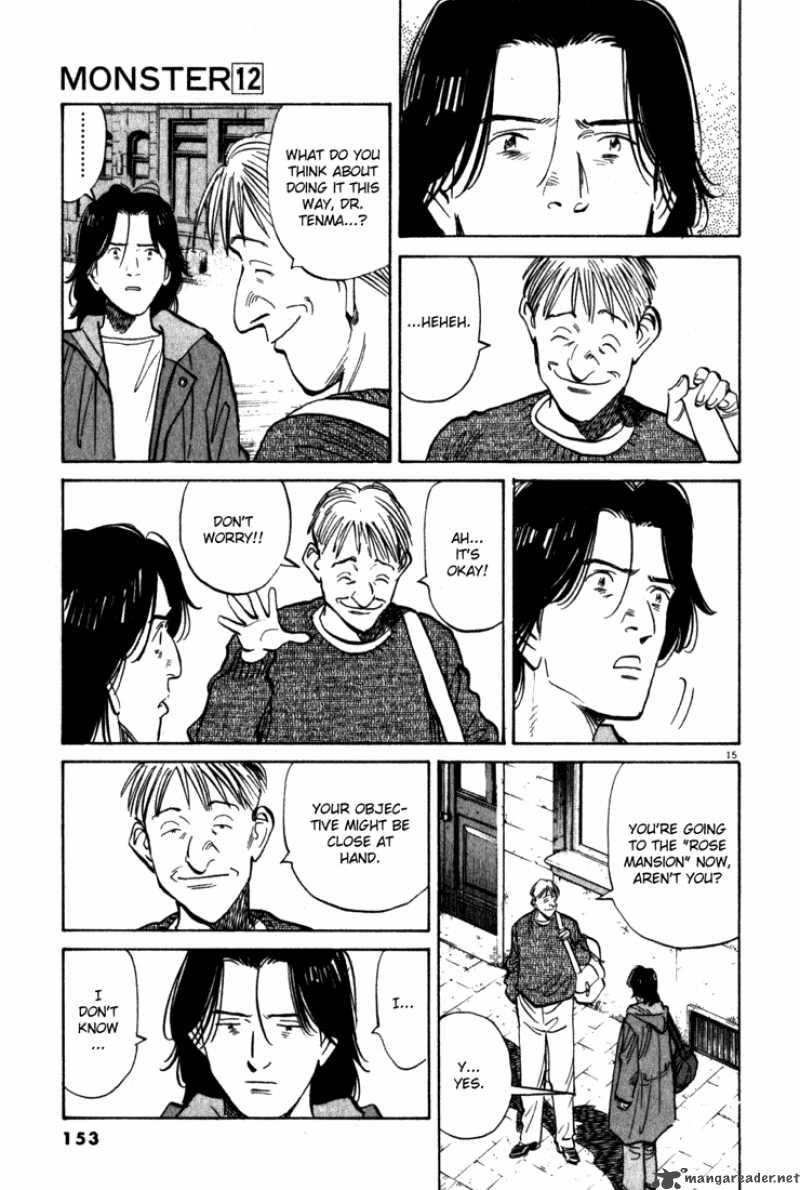 MONSTER 12
WHAT DO YOU
THINK ABOUT
DOING IT THIS
WAY, DR.
TENMA...?
.........
...HEHEH.
AH...
IT'S
OKAY!
DON'T
WORRY!!
15
YOU'RE GOING
TO THE "ROSE
MANSION" NOW,
AREN'T YOU?
Y...
YES.
YOUR OBJEC-
TIVE MIGHT BE
CLOSE AT
HAND.
I...
I
DON'T
KNOW
...
153
mangareader.net